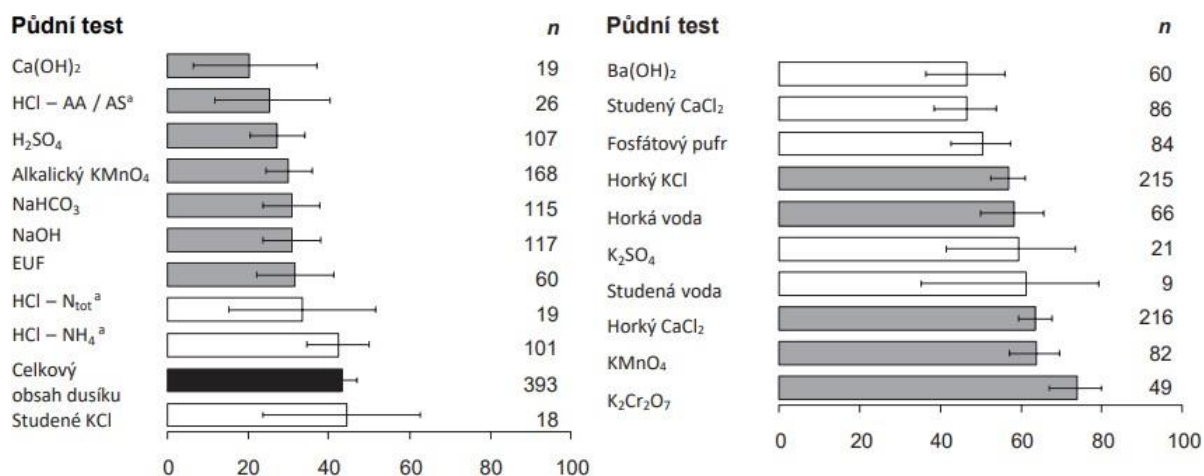 Půdní test n
Ca(OH)₂ 19
HCl – AA / ASᵃ 26
H₂SO₄ 107
Alkalický KMnO₄ 168
NaHCO₃ 115
NaOH 117
EUF 60
HCl – Nₜₒₜ ᵃ 19
HCl – NH₄ ᵃ 101
Celkový
obsah dusíku 393
Studené KCl 18
0 20 40 60 80 100
Půdní test n
Ba(OH)₂ 60
Studený CaCl₂ 86
Fosfátový pufr 84
Horký KCl 215
Horká voda 66
K₂SO₄ 21
Studená voda 9
Horký CaCl₂ 216
KMnO₄ 82
K₂Cr₂O₇ 49
0 20 40 60 80 100